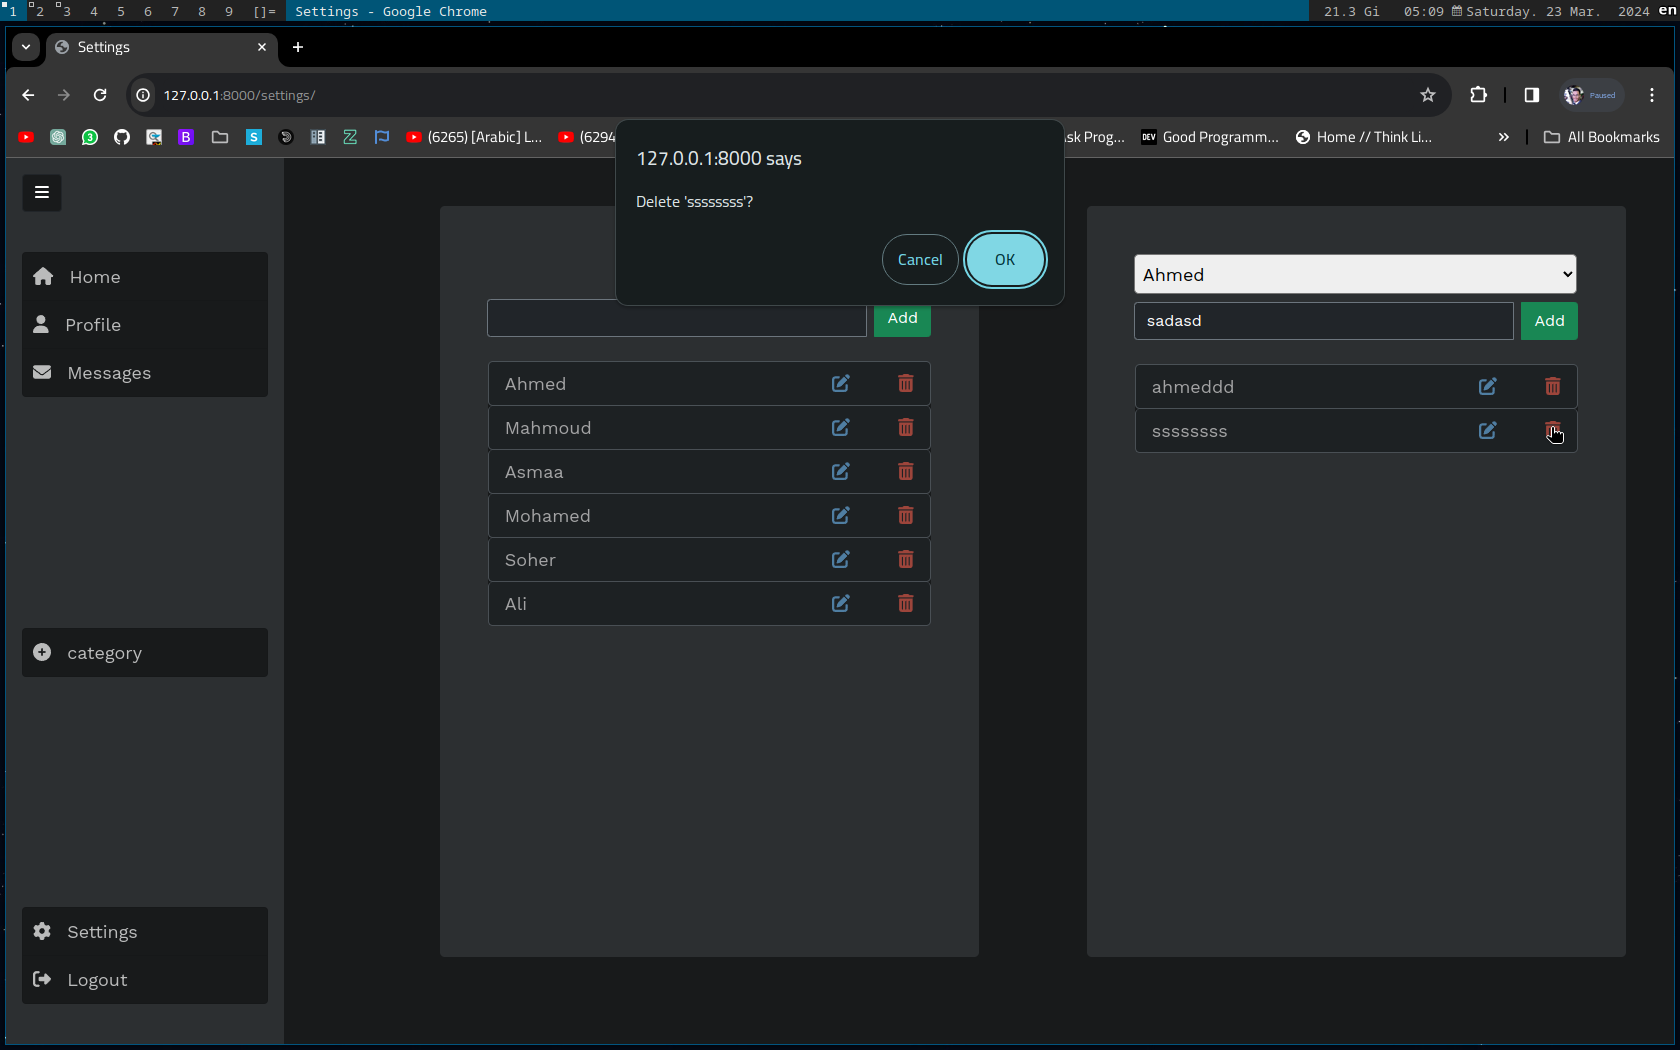 1 2 3 4 5 6 7 8 9 []= Settings - Google Chrome 21.3 Gi 05:09 Saturday. 23 Mar. 2024 en
Settings
127.0.0.1:8000/settings/
Paused
(6265) [Arabic] L...
(6294
sk Prog...
DEV Good Programm...
Home // Think Li...
All Bookmarks
127.0.0.1:8000 says
Delete 'ssssssss'?
Cancel
OK
Home
Profile
Messages
category
Settings
Logout
Add
Ahmed
Mahmoud
Asmaa
Mohamed
Soher
Ali
Ahmed
sadasd
Add
ahmeddd
ssssssss